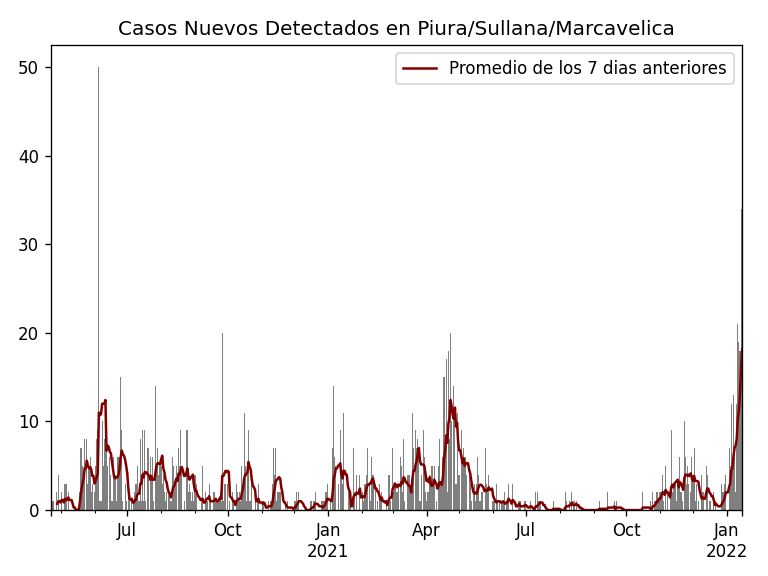 Casos Nuevos Detectados en Piura/Sullana/Marcavelica
Promedio de los 7 dias anteriores
50
40
30
20
10
0
Jul Oct Jan Apr Jul Oct Jan
2021 2022